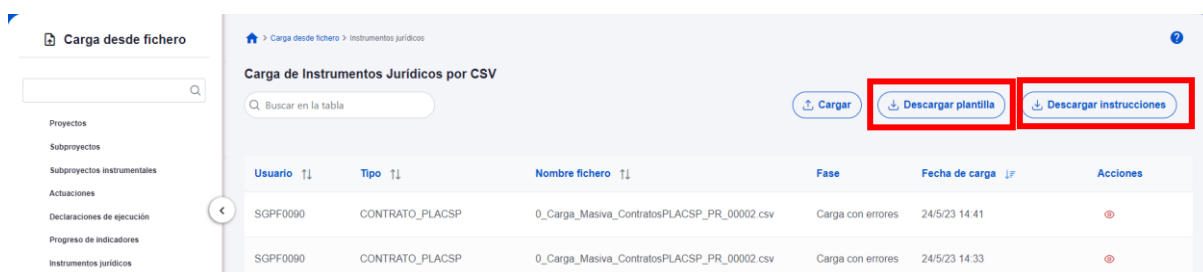 Carga desde fichero
> Carga desde fichero > Instrumentos jurídicos
?
Carga de Instrumentos Jurídicos por CSV
Buscar en la tabla
Cargar
Descargar plantilla
Descargar instrucciones
Proyectos
Subproyectos
Subproyectos instrumentales
Actuaciones
Declaraciones de ejecución
Progreso de indicadores
Instrumentos jurídicos
Usuario Tipo Nombre fichero Fase Fecha de carga Acciones
SGPF0090 CONTRATO_PLACSP 0_Carga_Masiva_ContratosPLACSP_PR_00002.csv Carga con errores 24/5/23 14:41
SGPF0090 CONTRATO_PLACSP 0_Carga_Masiva_ContratosPLACSP_PR_00002.csv Carga con errores 24/5/23 14:33